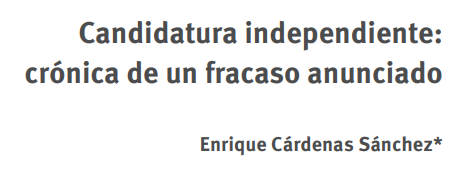 Candidatura independiente:
crónica de un fracaso anunciado
Enrique Cárdenas Sánchez*